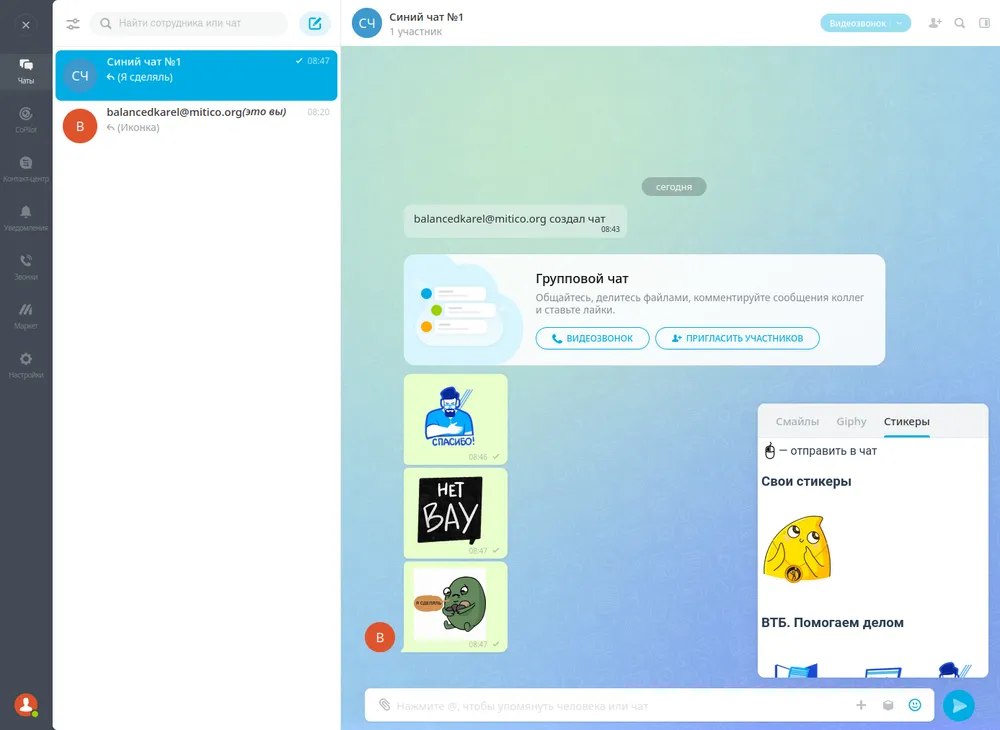 Чаты
CoPilot
Контакт-центр
Уведомления
Звонки
Маркет
Настройки
Найти сотрудника или чат
СЧ
Синий чат №1
08:47
(Я сделяль)
B
balancedkarel@mitico.org(это вы)
08:20
(Иконка)
СЧ
Синий чат №1
1 участник
Видеозвонок
сегодня
balancedkarel@mitico.org создал чат
08:43
Групповой чат
Общайтесь, делитесь файлами, комментируйте сообщения коллег
и ставьте лайки.
ВИДЕОЗВОНОК
ПРИГЛАСИТЬ УЧАСТНИКОВ
СПАСИБО!
08:46
НЕТ
ВАУ
08:47
Я СДЕЛЯЛЬ
08:47
B
Смайлы
Giphy
Стикеры
— отправить в чат
Свои стикеры
ВТБ. Помогаем делом
Нажмите @, чтобы упомянуть человека или чат